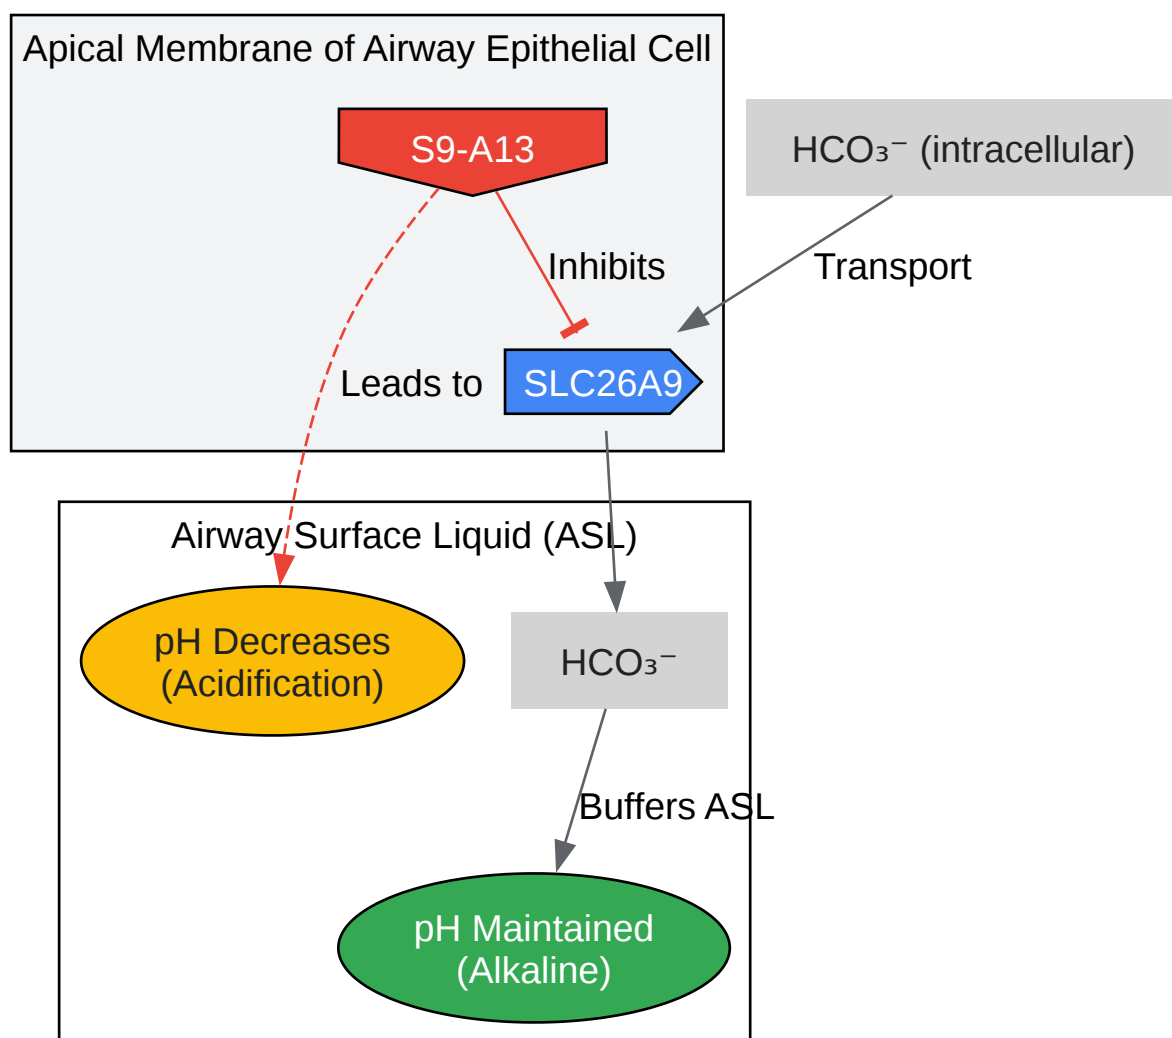 Apical Membrane of Airway Epithelial Cell
S9-A13
HCO₃⁻ (intracellular)
Inhibits
Transport
Leads to
SLC26A9
Airway Surface Liquid (ASL)
pH Decreases
(Acidification)
HCO₃⁻
Buffers ASL
pH Maintained
(Alkaline)